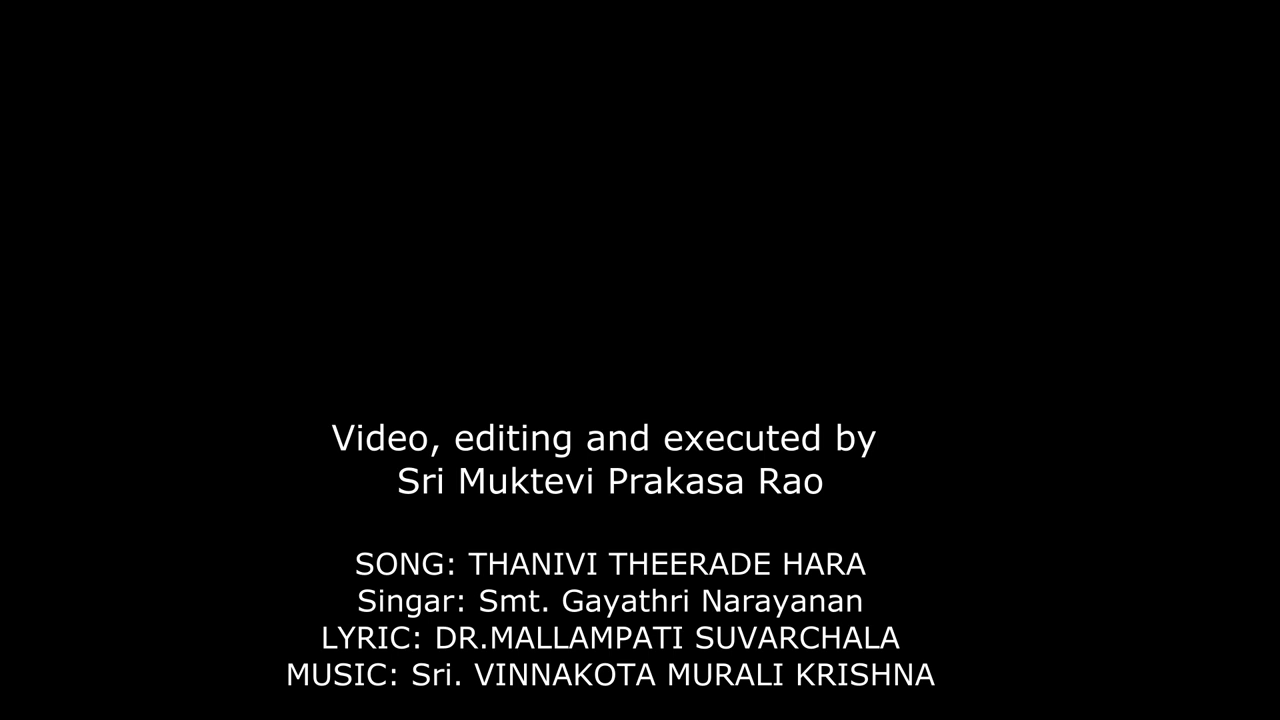 Video, editing and executed by
Sri Muktevi Prakasa Rao
SONG: THANIVI THEERADE HARA
Singar: Smt. Gayathri Narayanan
LYRIC: DR.MALLAMPATI SUVARCHALA
MUSIC: Sri. VINNAKOTA MURALI KRISHNA